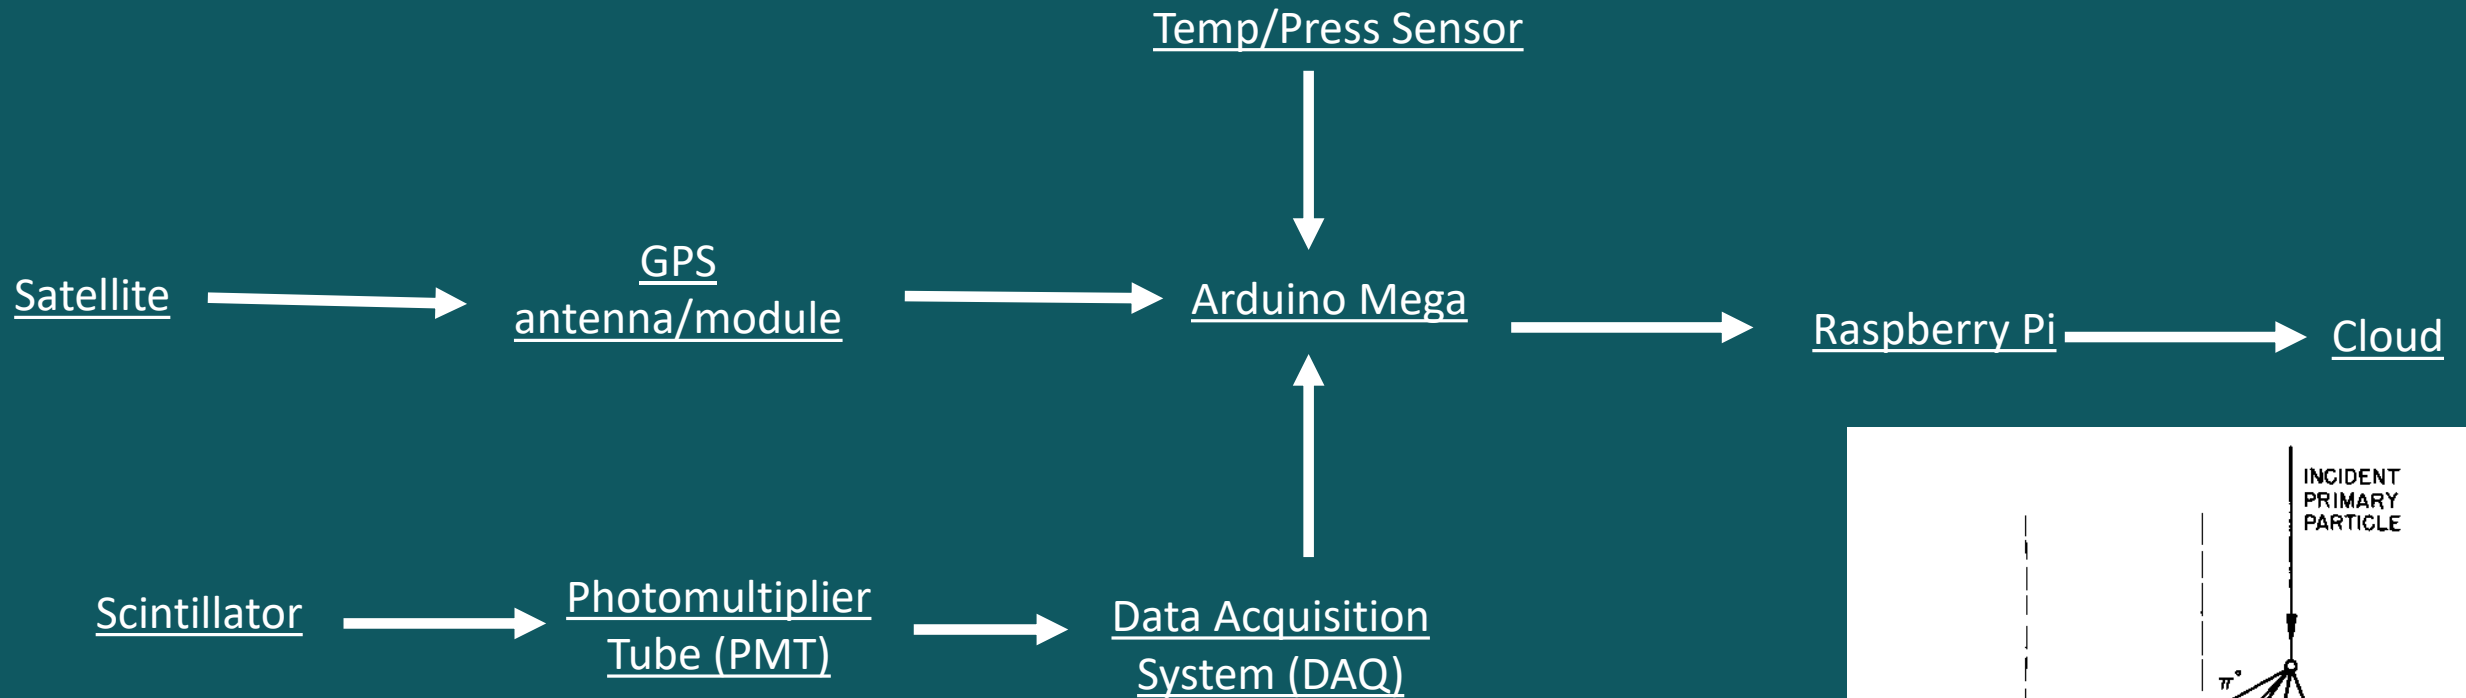 Temp/Press Sensor
Satellite
GPS
antenna/module
Arduino Mega
Raspberry Pi
Cloud
Scintillator
Photomultiplier
Tube (PMT)
Data Acquisition
System (DAQ)
INCIDENT
PRIMARY
PARTICLE
π°